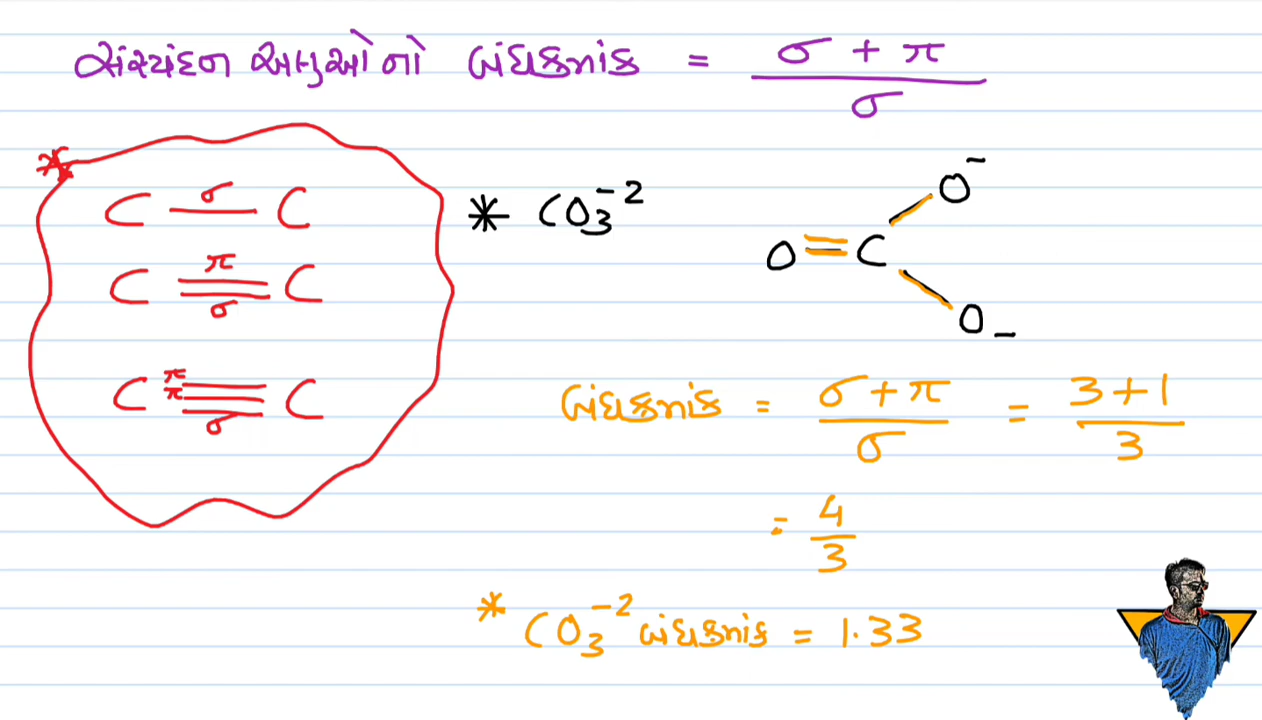 સંસ્પંદન અણુઓનો બંધક્રમાંક = σ + π / σ
*
C —σ— C
C π = σ C
C π π ≡ σ C
* CO₃⁻²
O⁻
O = C
O –
બંધક્રમાંક = σ + π / σ = 3 + 1 / 3
= 4 / 3
* CO₃⁻² બંધક્રમાંક = 1.33